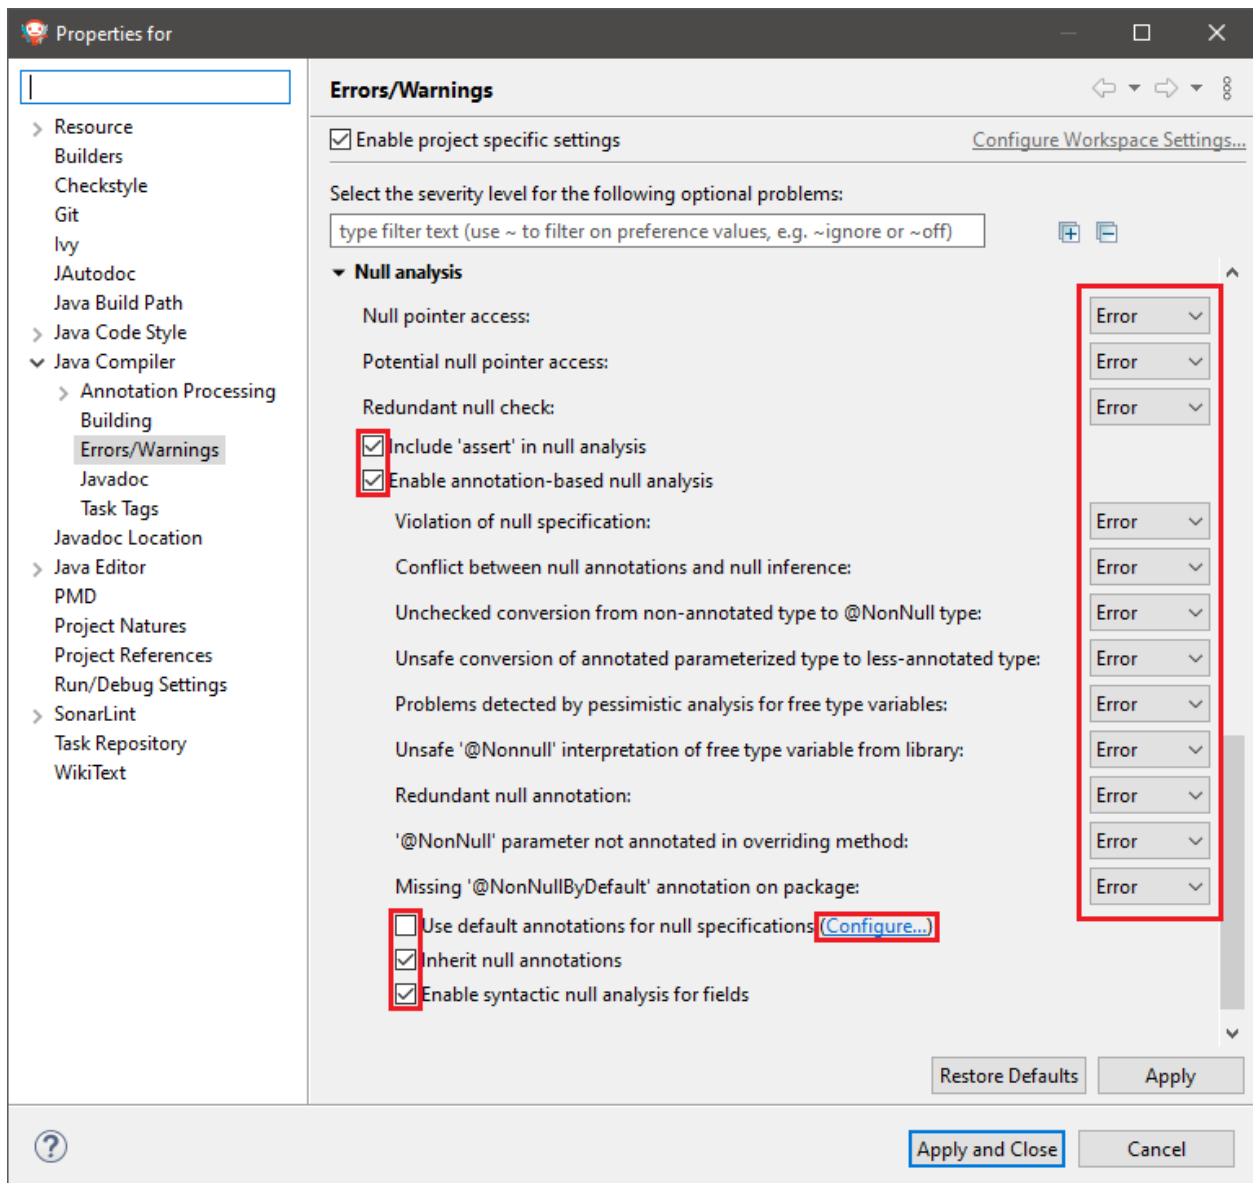 Properties for
Errors/Warnings
Resource
Builders
Checkstyle
Git
Ivy
JAutodoc
Java Build Path
Java Code Style
Java Compiler
Annotation Processing
Building
Errors/Warnings
Javadoc
Task Tags
Javadoc Location
Java Editor
PMD
Project Natures
Project References
Run/Debug Settings
SonarLint
Task Repository
WikiText
Enable project specific settings
Configure Workspace Settings...
Select the severity level for the following optional problems:
type filter text (use ~ to filter on preference values, e.g. ~ignore or ~off)
Null analysis
Null pointer access: Error
Potential null pointer access: Error
Redundant null check: Error
Include 'assert' in null analysis
Enable annotation-based null analysis
Violation of null specification: Error
Conflict between null annotations and null inference: Error
Unchecked conversion from non-annotated type to @NonNull type: Error
Unsafe conversion of annotated parameterized type to less-annotated type: Error
Problems detected by pessimistic analysis for free type variables: Error
Unsafe '@Nonnull' interpretation of free type variable from library: Error
Redundant null annotation: Error
'@NonNull' parameter not annotated in overriding method: Error
Missing '@NonNullByDefault' annotation on package: Error
Use default annotations for null specifications (Configure...)
Inherit null annotations
Enable syntactic null analysis for fields
Restore Defaults
Apply
?
Apply and Close
Cancel